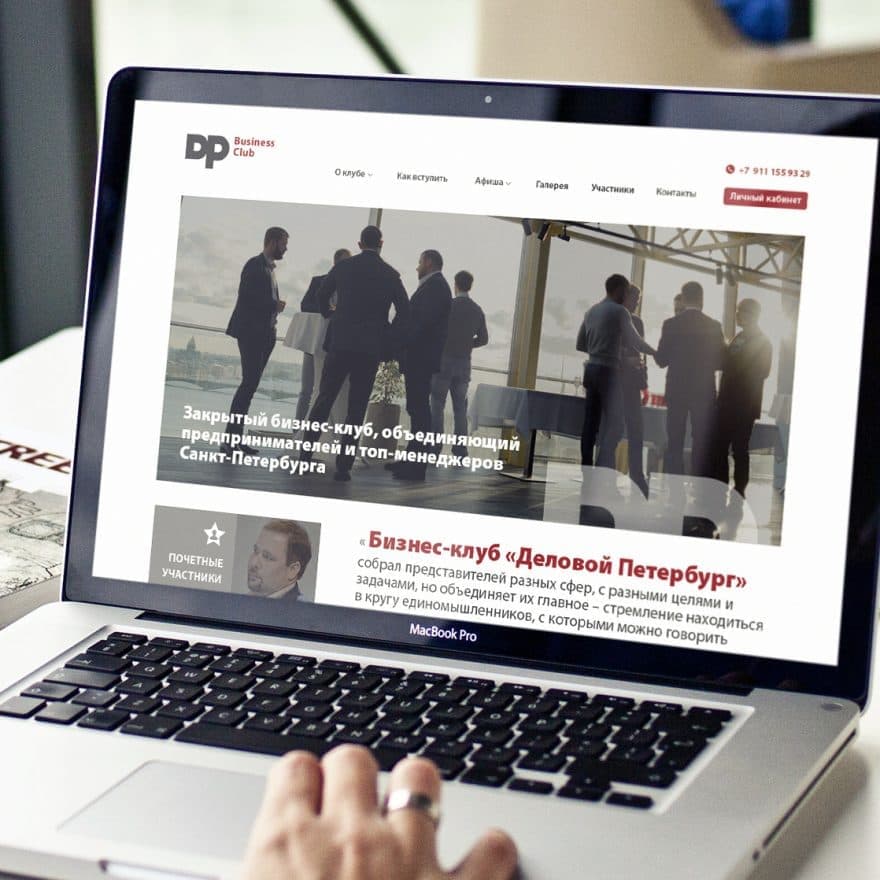 DP Business
Club
+7 911 155 93 29
О клубе
Как вступить
Афиша
Галерея
Участники
Контакты
Личный кабинет
Закрытый бизнес-клуб, объединяющий
предпринимателей и топ-менеджеров
Санкт-Петербурга
ПОЧЕТНЫЕ
УЧАСТНИКИ
« Бизнес-клуб «Деловой Петербург»
собрал представителей разных сфер, с разными целями и
задачами, но объединяет их главное – стремление находиться
в кругу единомышленников, с которыми можно говорить
MacBook Pro